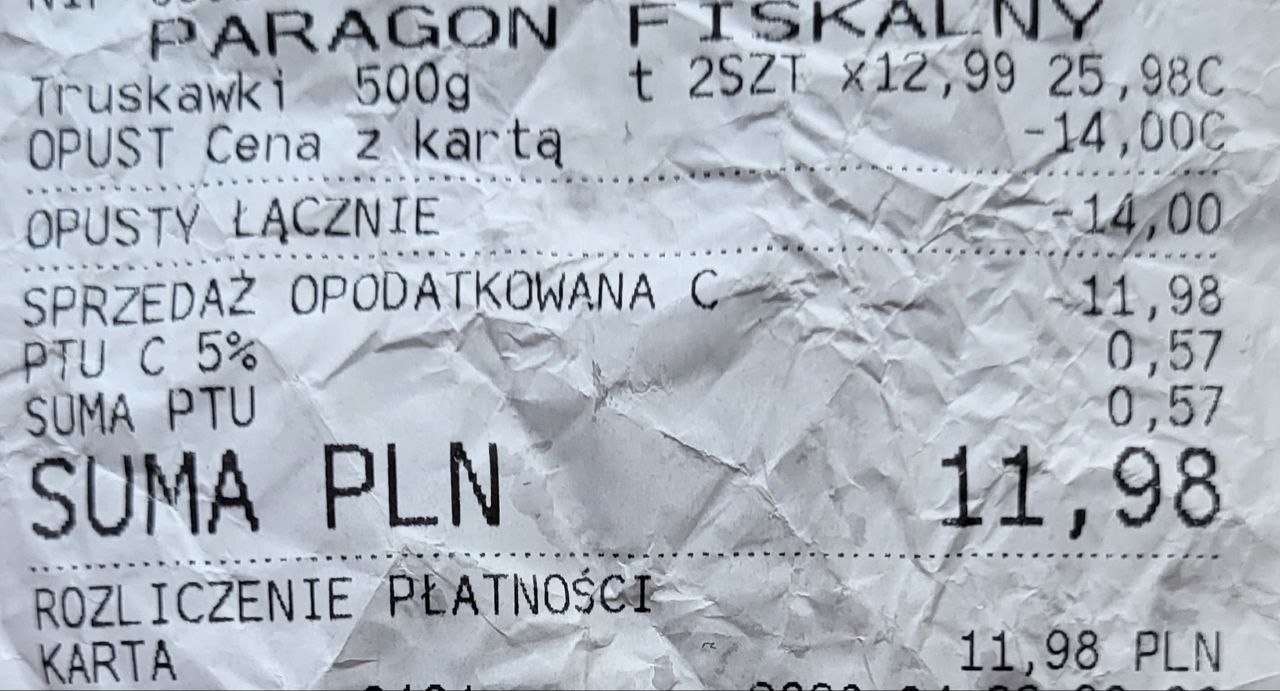 PARAGON FISKALNY
Truskawki 500g t 2SZT x12,99 25,98C
OPUST Cena z kartą -14,00C
OPUSTY ŁĄCZNIE -14,00
SPRZEDAŻ OPODATKOWANA C 11,98
PTU C 5% 0,57
SUMA PTU 0,57
SUMA PLN 11,98
ROZLICZENIE PŁATNOŚCI
KARTA 11,98 PLN